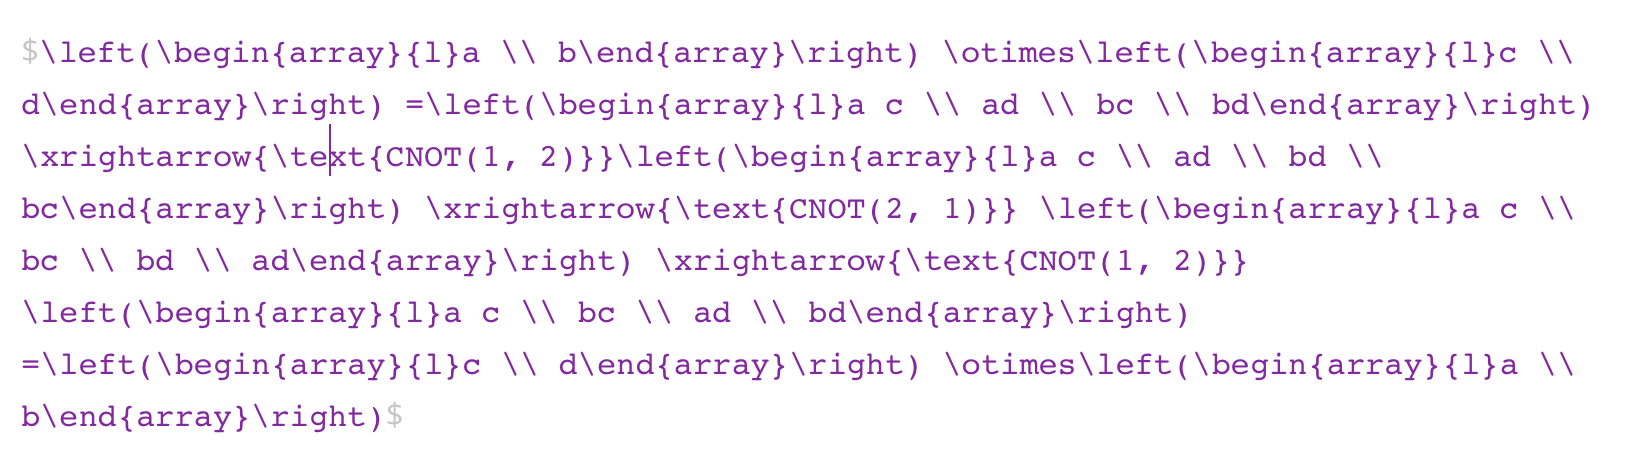 $\left(\begin{array}{l}a \\ b\end{array}\right) \otimes\left(\begin{array}{l}c \\
d\end{array}\right) =\left(\begin{array}{l}a c \\ ad \\ bc \\ bd\end{array}\right)
\xrightarrow{\text{CNOT(1, 2)}}\left(\begin{array}{l}a c \\ ad \\ bd \\
bc\end{array}\right) \xrightarrow{\text{CNOT(2, 1)}} \left(\begin{array}{l}a c \\
bc \\ bd \\ ad\end{array}\right) \xrightarrow{\text{CNOT(1, 2)}}
\left(\begin{array}{l}a c \\ bc \\ ad \\ bd\end{array}\right)
=\left(\begin{array}{l}c \\ d\end{array}\right) \otimes\left(\begin{array}{l}a \\
b\end{array}\right)$